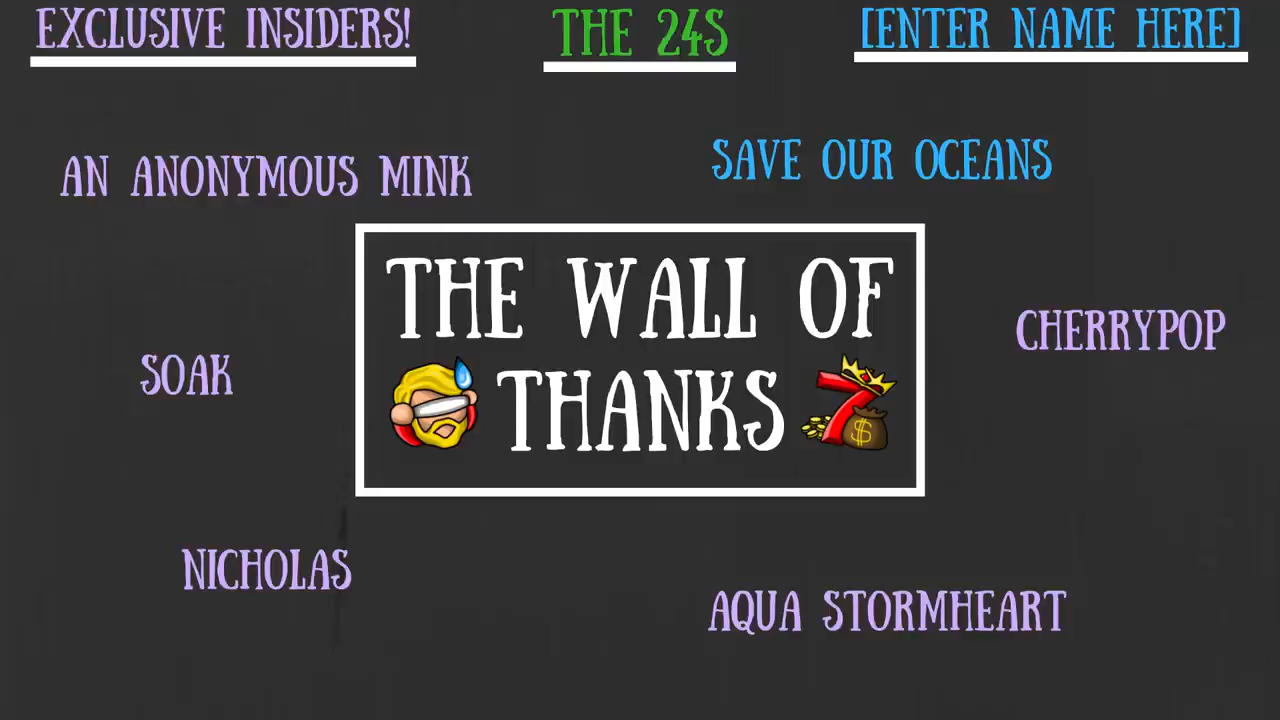 EXCLUSIVE INSIDERS!
THE 24S
[ENTER NAME HERE]
AN ANONYMOUS MINK
SAVE OUR OCEANS
THE WALL OF
THANKS
7
$
CHERRYPOP
SOAK
NICHOLAS
AQUA STORMHEART